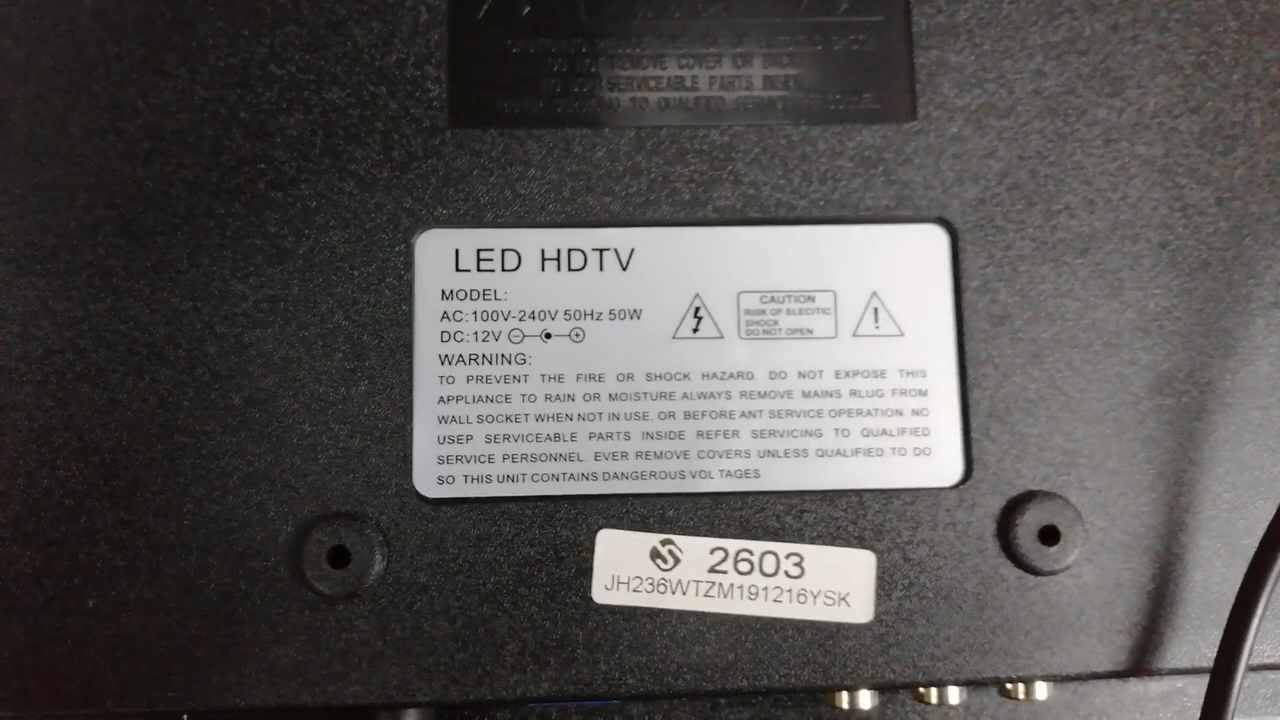 DO NOT REMOVE COVER OR BACK
SERVICEABLE PARTS INSIDE
TO QUALIFIED
LED HDTV
MODEL:
AC:100V-240V 50Hz 50W
DC:12V
CAUTION
RISK OF ELECITIC
SHOCK
DO NOT OPEN
WARNING:
TO PREVENT THE FIRE OR SHOCK HAZARD DO NOT EXPOSE THIS
APPLIANCE TO RAIN OR MOISTURE ALWAYS REMOVE MAINS RLUG FROM
WALL SOCKET WHEN NOT IN USE. OR BEFORE ANT SERVICE OPERATION. NO
USEP SERVICEABLE PARTS INSIDE REFER SERVICING TO QUALIFIED
SERVICE PERSONNEL. EVER REMOVE COVERS UNLESS QUALIFIED TO DO
SO THIS UNIT CONTAINS DANGEROUS VOL TAGES
2603
JH236WTZM191216YSK